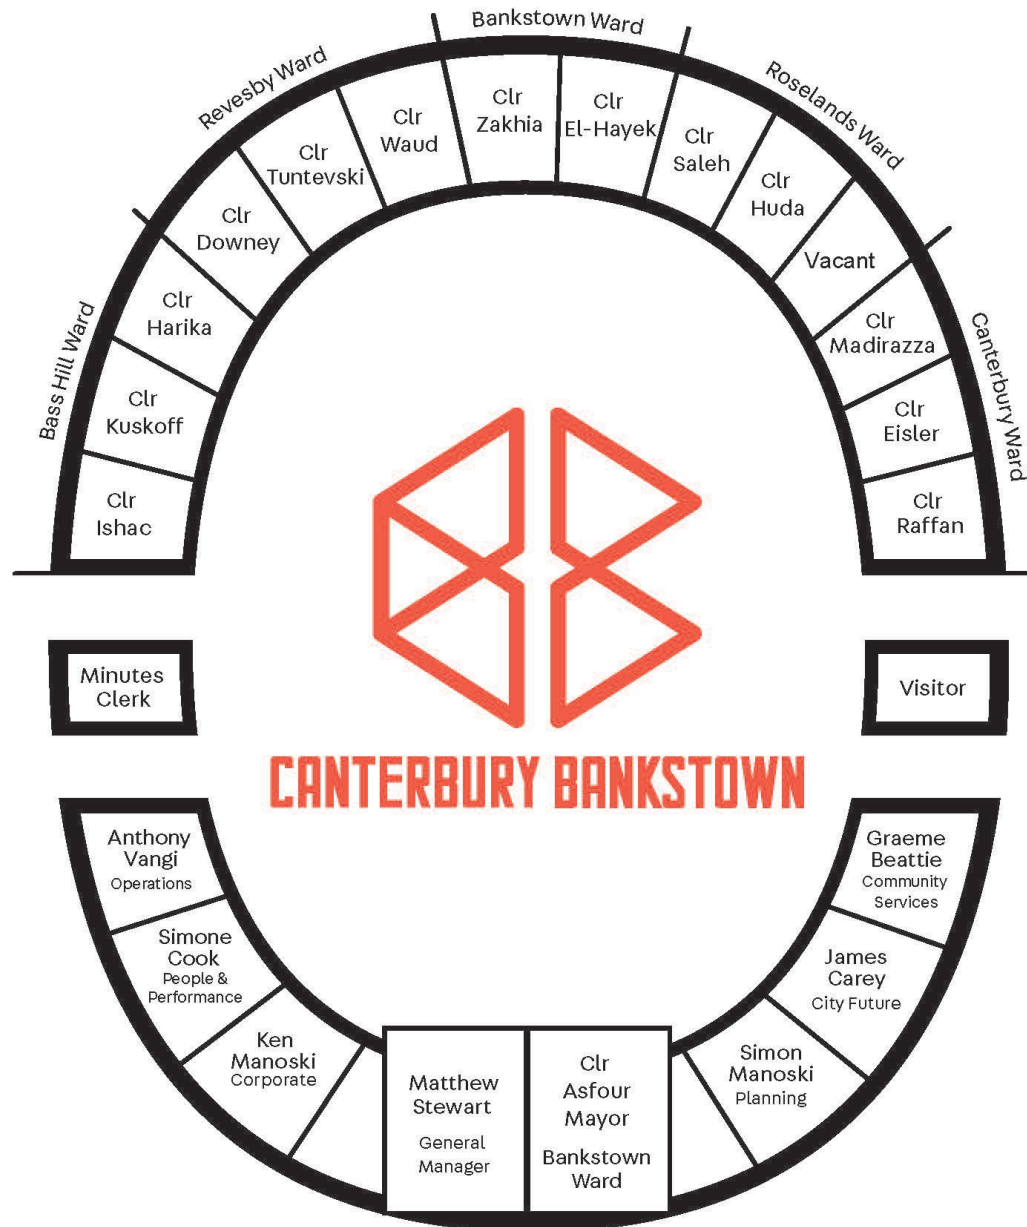 Bankstown Ward
Revesby Ward
Roselands Ward
Bass Hill Ward
Canterbury Ward
Clr
Ishac
Clr
Kuskoff
Clr
Harika
Clr
Downey
Clr
Tuntevski
Clr
Waud
Clr
Zakhia
Clr
El-Hayek
Clr
Saleh
Clr
Huda
Vacant
Clr
Madirazza
Clr
Eisler
Clr
Raffan
Minutes
Clerk
Visitor
CANTERBURY BANKSTOWN
Anthony
Vangi
Operations
Simone
Cook
People &
Performance
Ken
Manoski
Corporate
Matthew
Stewart
General
Manager
Clr
Asfour
Mayor
Bankstown
Ward
Simon
Manoski
Planning
James
Carey
City Future
Graeme
Beattie
Community
Services